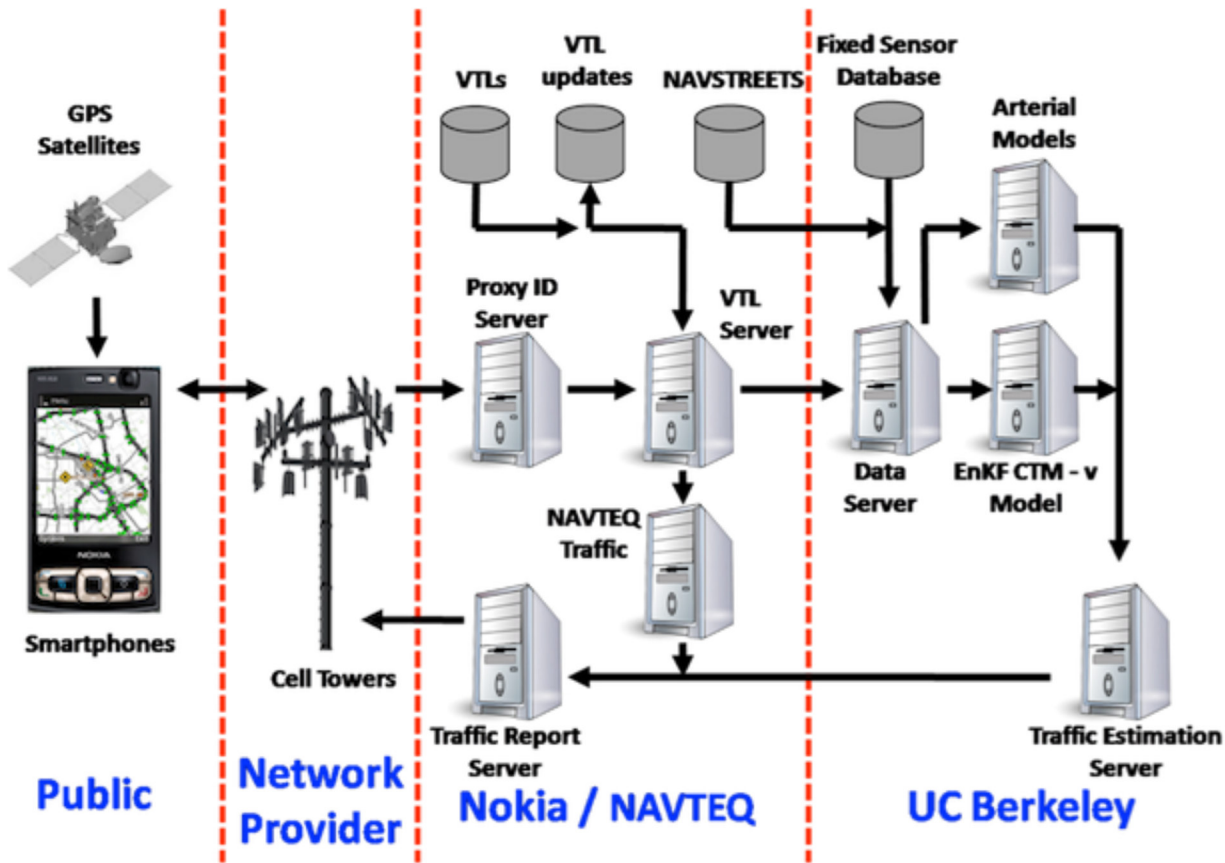 GPS
Satellites
NOKIA
Smartphones
Public
Cell Towers
Network
Provider
VTLs
VTL
updates
NAVSTREETS
Proxy ID
Server
VTL
Server
NAVTEQ
Traffic
Traffic Report
Server
Nokia / NAVTEQ
Fixed Sensor
Database
Arterial
Models
Data
Server
EnKF CTM - v
Model
Traffic Estimation
Server
UC Berkeley